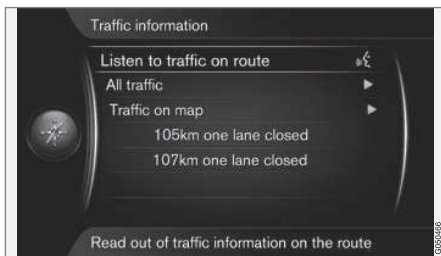 Traffic information
Listen to traffic on route
All traffic
Traffic on map
105km one lane closed
107km one lane closed
Read out of traffic information on the route
G050466